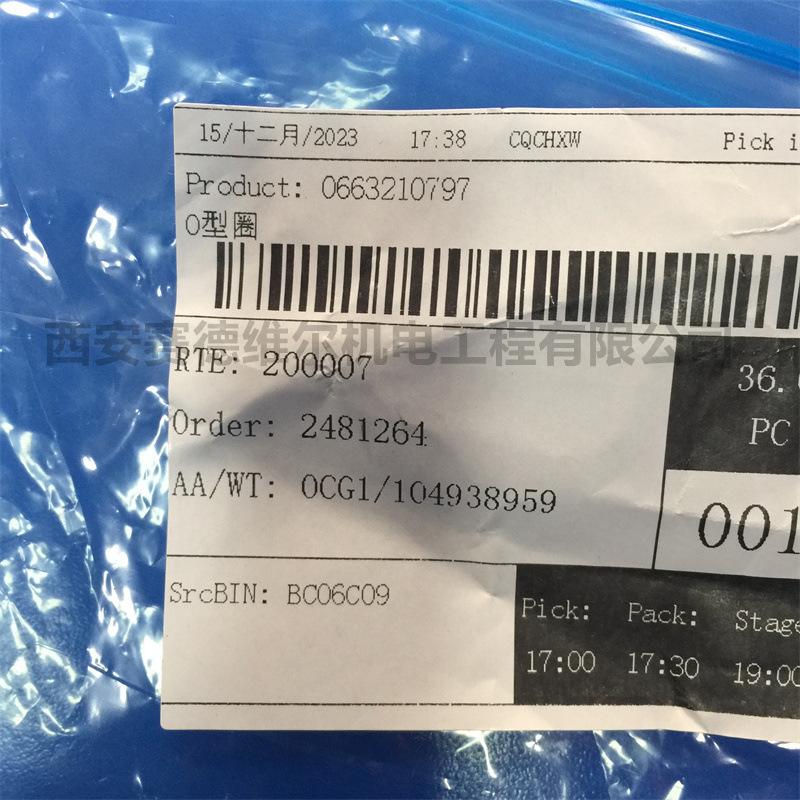 15/十二月/2023 17:38 CQCHXW Pick i
Product: 0663210797
O型圈
西安赛德维尔机电工程有限公司
RTE: 200007
36.
PC
Order: 2481264
AA/WT: OCG1/104938959
001
SrcBIN: BC06C09
Pick: Pack: Stage
17:00 17:30 19:00